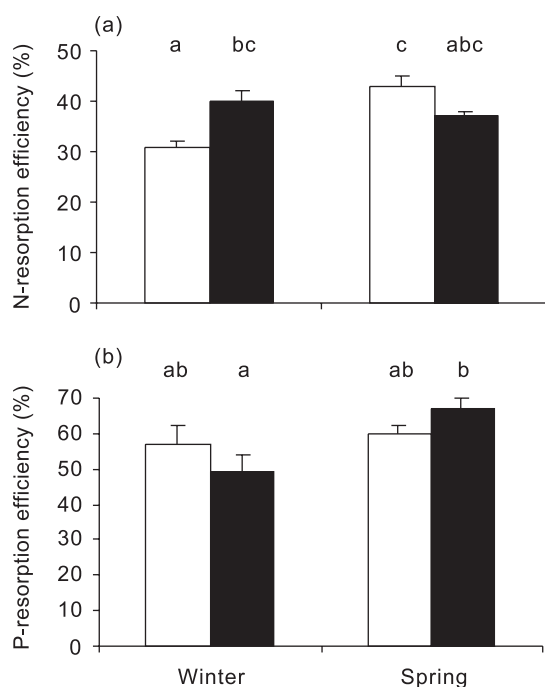 (a)
a bc c abc
N-resorption efficiency (%)
50
40
30
20
10
0
(b)
ab a ab b
P-resorption efficiency (%)
70
60
50
40
30
20
10
0
Winter Spring